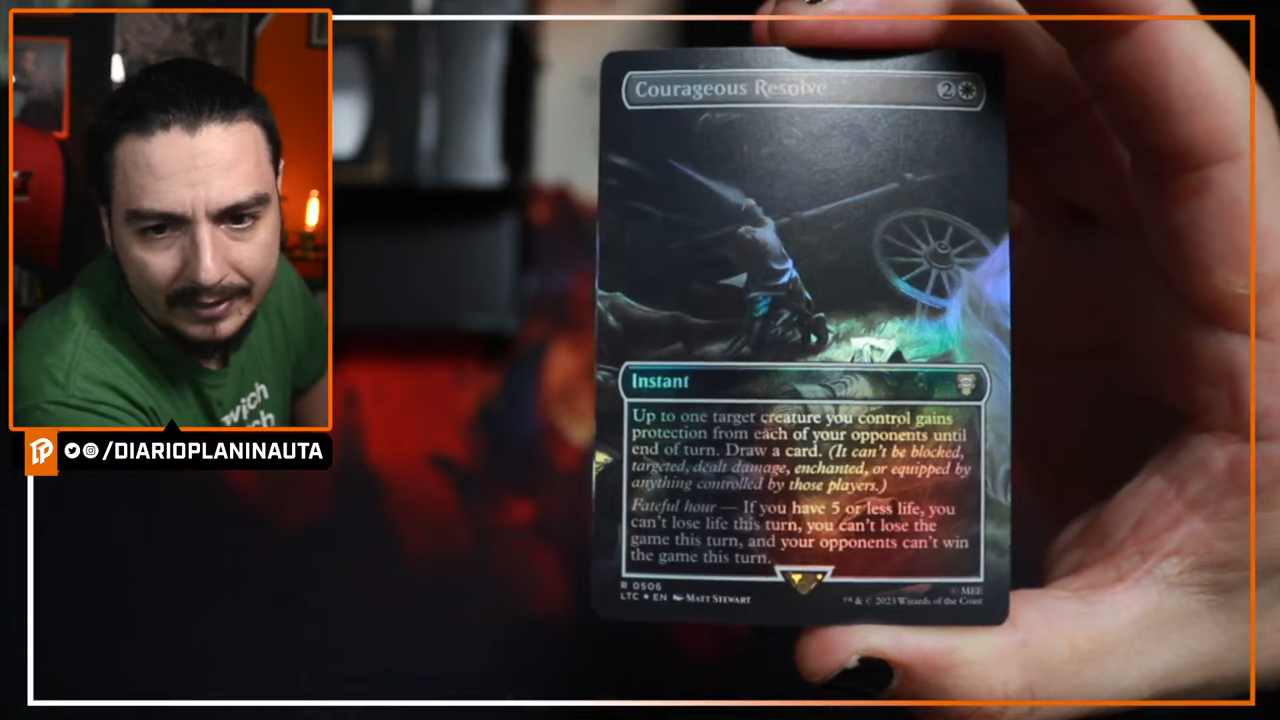 Courageous Resolve 2
Instant
Up to one target creature you control gains
protection from each of your opponents until
end of turn. Draw a card. (It can't be blocked,
targeted, dealt damage, enchanted, or equipped by
anything controlled by those players.)
Fateful hour — If you have 5 or less life, you
can't lose life this turn, you can't lose the
game this turn, and your opponents can't win
the game this turn.
R 0506
LTC ★ EN Matt Stewart
© MEE
™ & © 2023 Wizards of the Coast
/DIARIOPLANINAUTA